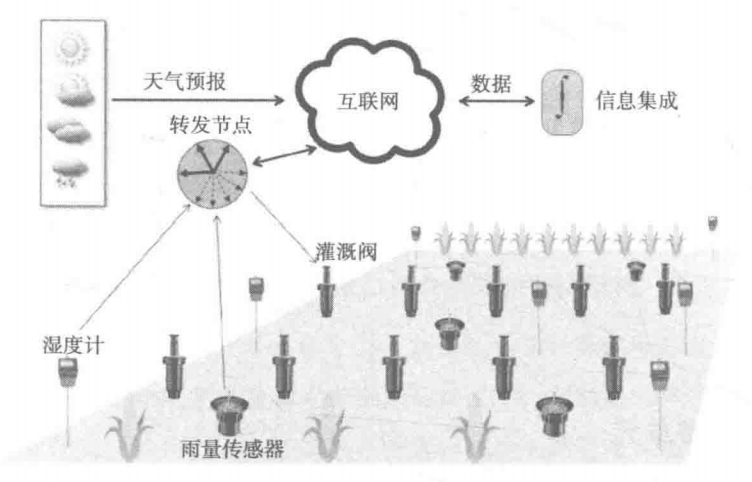 天气预报
互联网
数据
信息集成
转发节点
灌溉阀
湿度计
雨量传感器